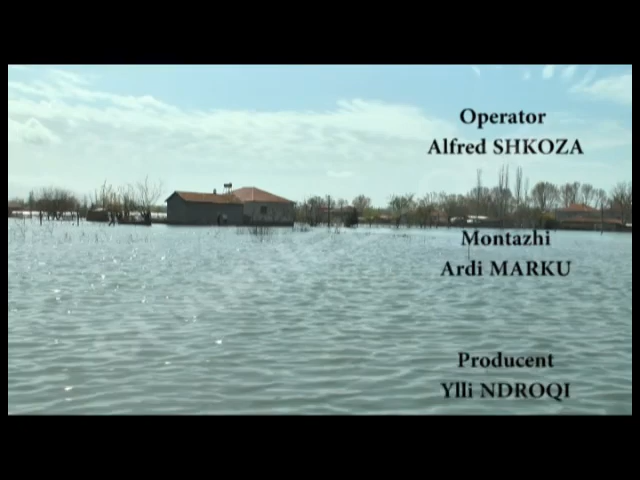 Operator
Alfred SHKOZA
Montazhi
Ardi MARKU
Producent
Ylli NDROQI